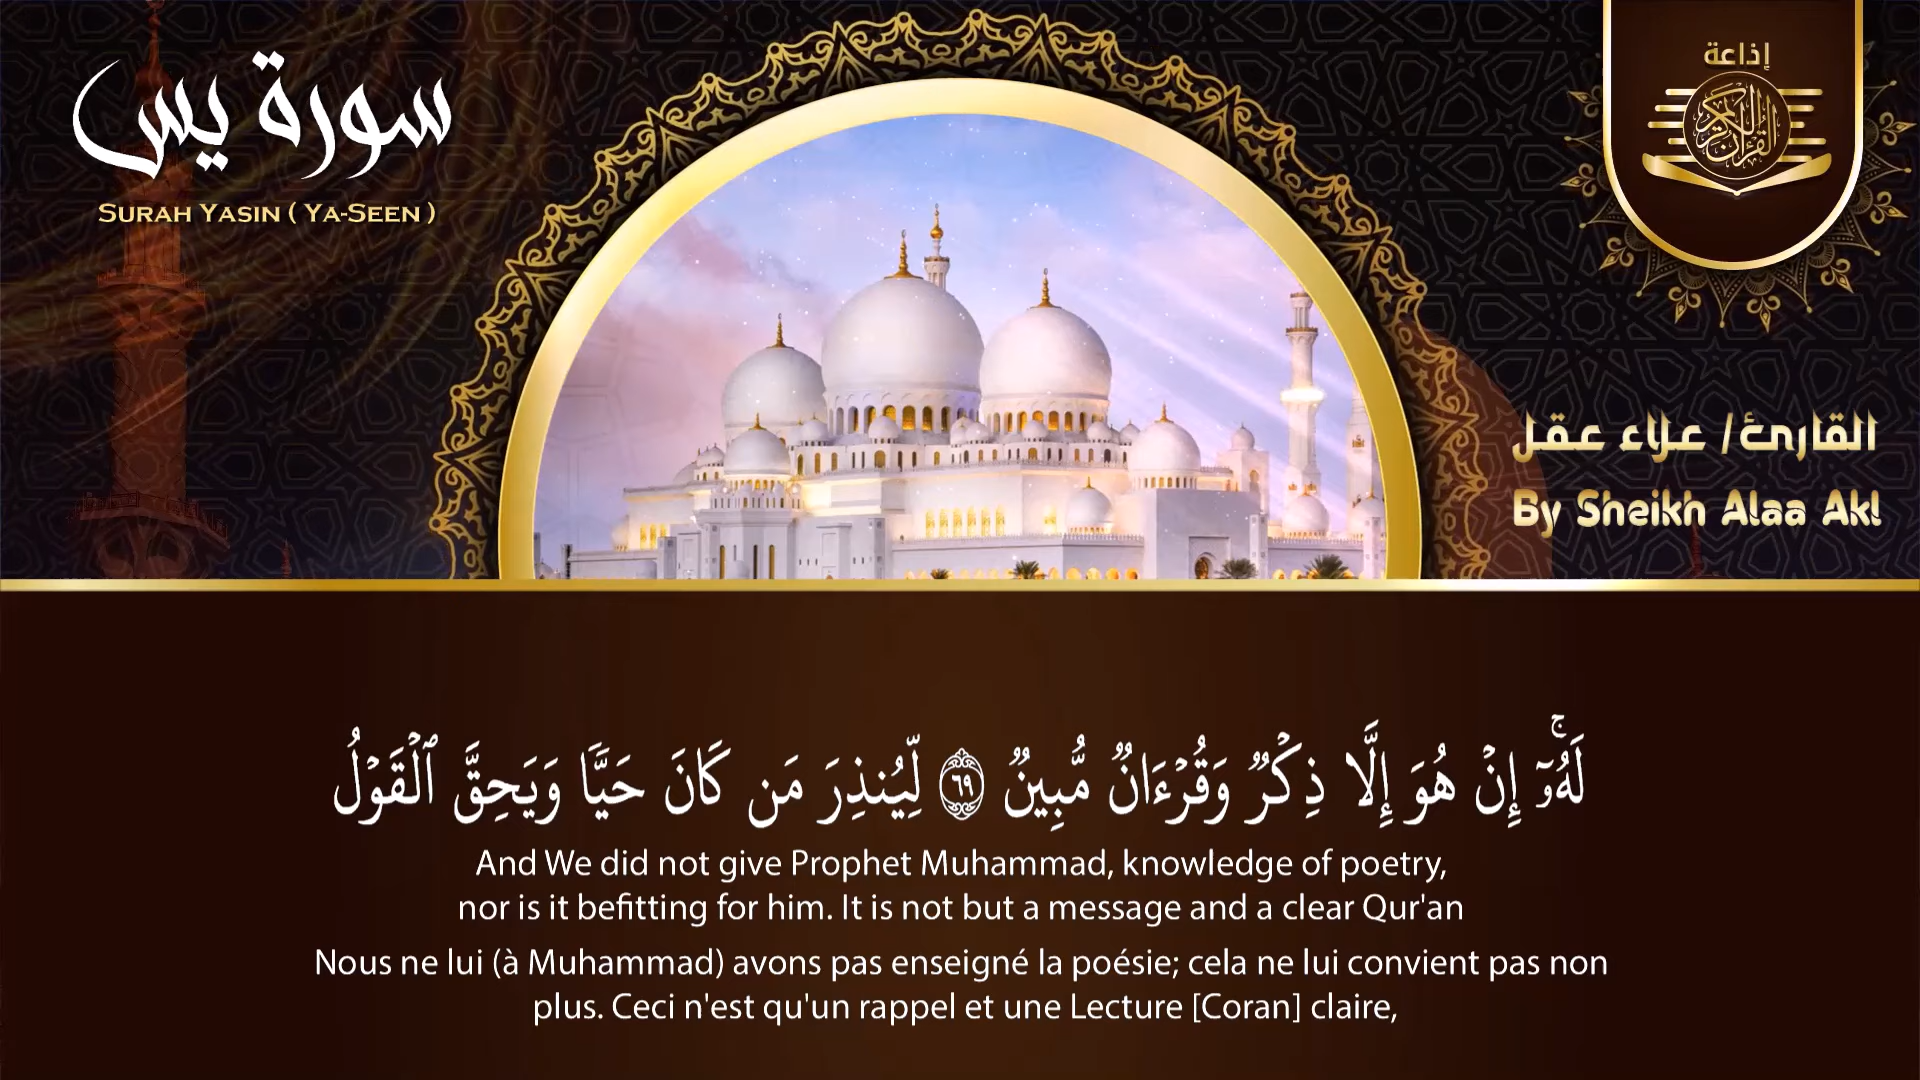 سورة يس
SURAH YASIN ( YA-SEEN )
إذاعة
القرآن الكريم
القارئ/ علاء عقل
By Sheikh Alaa Akl
لَهُۥٓۚ إِنۡ هُوَ إِلَّا ذِكۡرٞ وَقُرۡءَانٞ مُّبِينٞ ٦٩ لِّيُنذِرَ مَن كَانَ حَيّٗا وَيَحِقَّ ٱلۡقَوۡلُ
And We did not give Prophet Muhammad, knowledge of poetry,
nor is it befitting for him. It is not but a message and a clear Qur'an
Nous ne lui (à Muhammad) avons pas enseigné la poésie; cela ne lui convient pas non
plus. Ceci n'est qu'un rappel et une Lecture [Coran] claire,